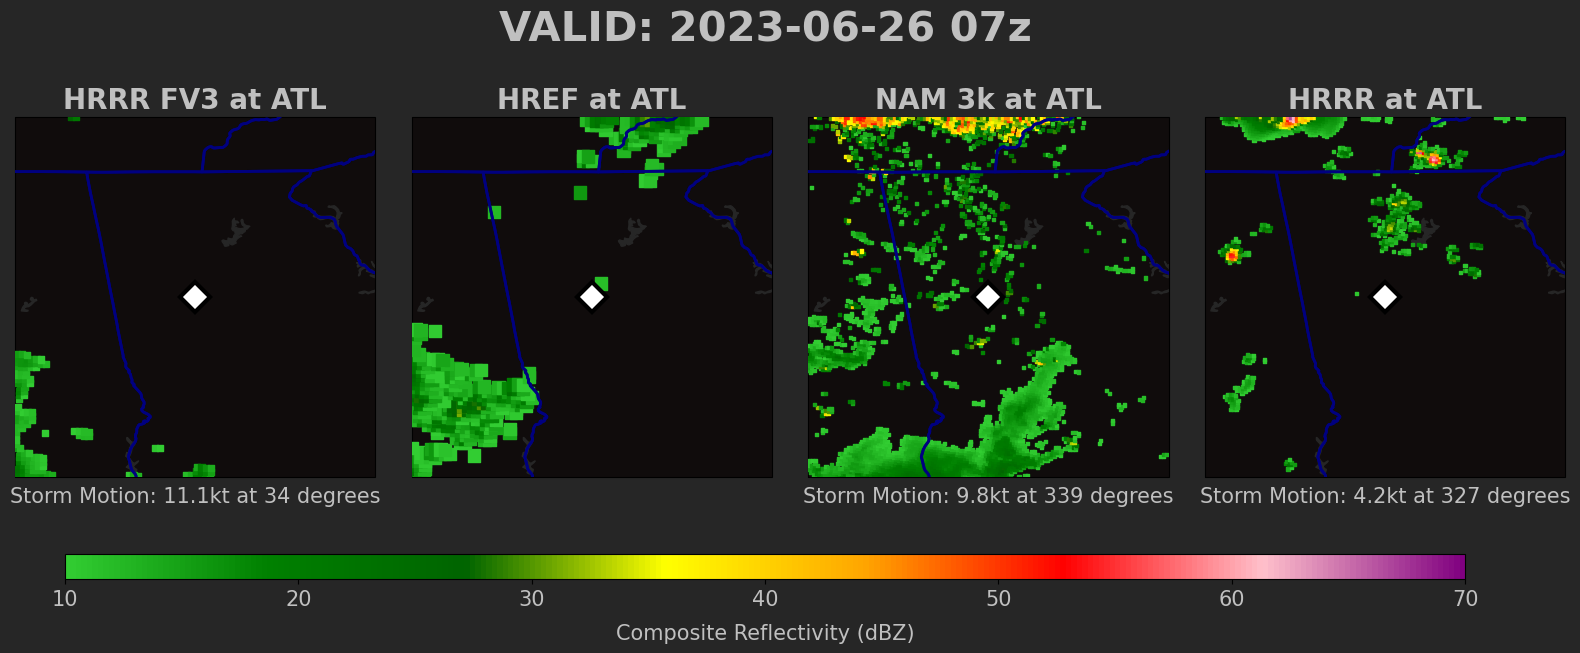 VALID: 2023-06-26 07z
HRRR FV3 at ATL
HREF at ATL
NAM 3k at ATL
HRRR at ATL
Storm Motion: 11.1kt at 34 degrees
Storm Motion: 9.8kt at 339 degrees
Storm Motion: 4.2kt at 327 degrees
10 20 30 40 50 60 70
Composite Reflectivity (dBZ)